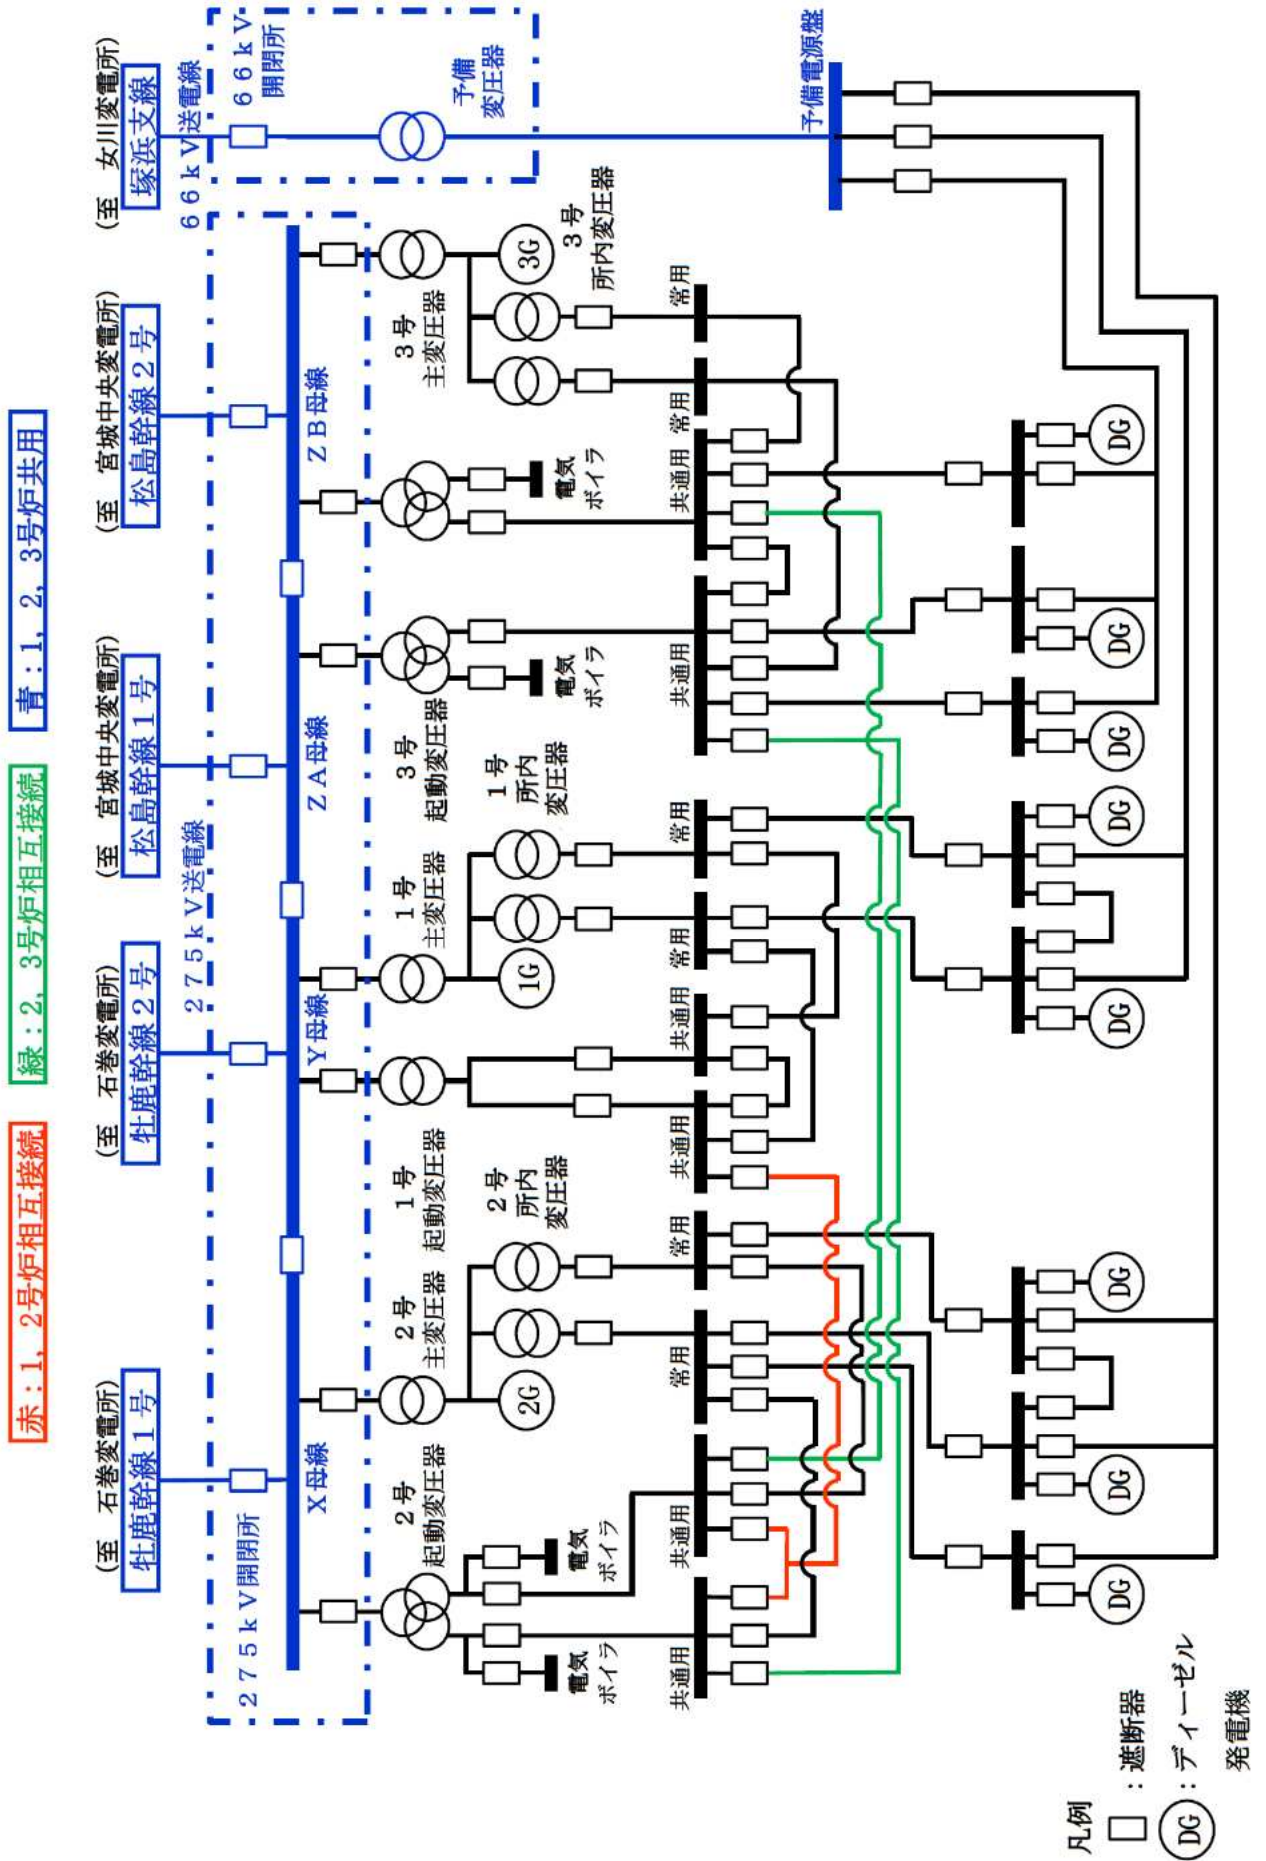 赤：1，2号炉相互接続
緑：2，3号炉相互接続
青：1，2，3号炉共用
(至　石巻変電所)
牡鹿幹線1号
(至　石巻変電所)
牡鹿幹線2号
(至　宮城中央変電所)
松島幹線1号
(至　宮城中央変電所)
松島幹線2号
(至　女川変電所)
塚浜支線
275kV送電線
66kV送電線
275kV開閉所
66kV
開閉所
X母線
Y母線
ZA母線
ZB母線
予備
変圧器
2号
起動変圧器
2号
主変圧器
1号
起動変圧器
1号
主変圧器
3号
起動変圧器
3号
主変圧器
2号
所内
変圧器
1号
所内
変圧器
3号
所内変圧器
2G
1G
3G
電気
ボイラ
電気
ボイラ
電気
ボイラ
電気
ボイラ
共通用
共通用
常用
常用
共通用
共通用
常用
常用
共通用
共通用
常用
常用
予備電源盤
DG
DG
DG
DG
DG
DG
DG
DG
凡例
：遮断器
DG
：ディーゼル
発電機